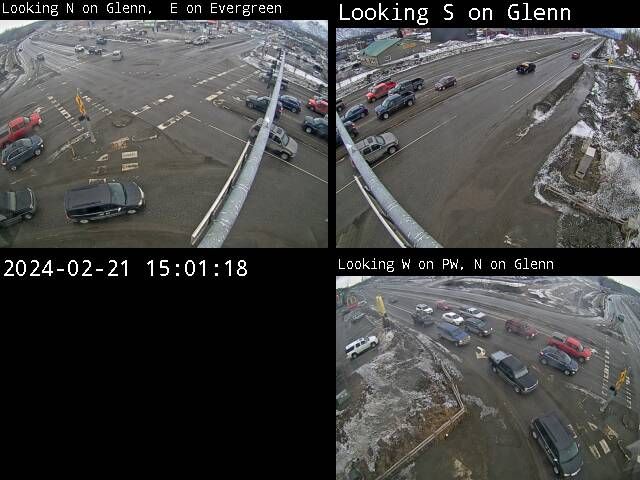 Looking N on Glenn,  E on Evergreen
Looking S on Glenn
2024-02-21 15:01:18
Looking W on PW, N on Glenn